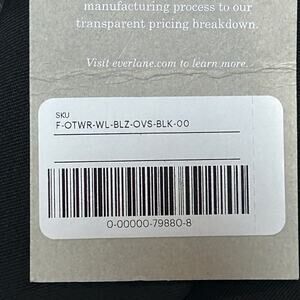 manufacturing process to our
transparent pricing breakdown.
Visit everlane.com to learn more.
SKU
F-OTWR-WL-BLZ-OVS-BLK-00
0-00000-79880-8